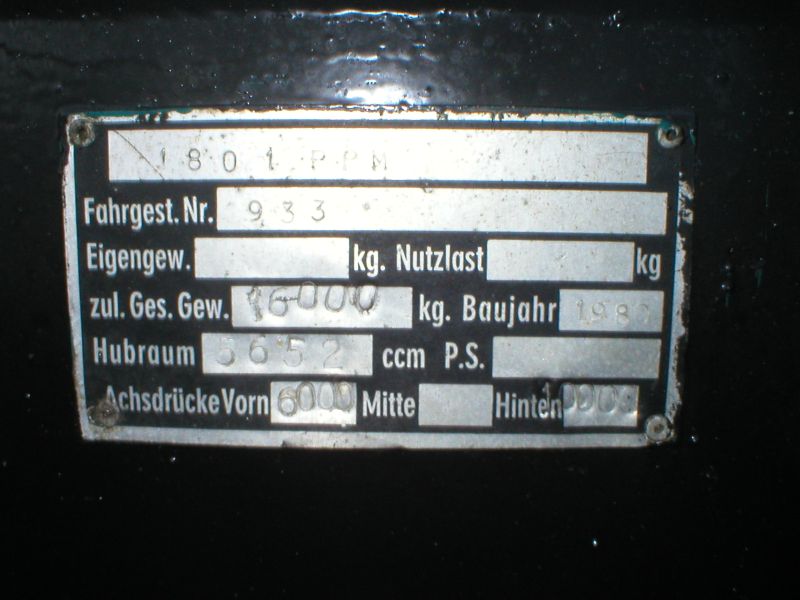 1801 PPM
Fahrgest. Nr. 933
Eigengew. kg. Nutzlast kg
zul. Ges. Gew. 16000 kg. Baujahr
Hubraum 5652 ccm P.S.
Achsdrücke Vorn 6000 Mitte Hinten 10000